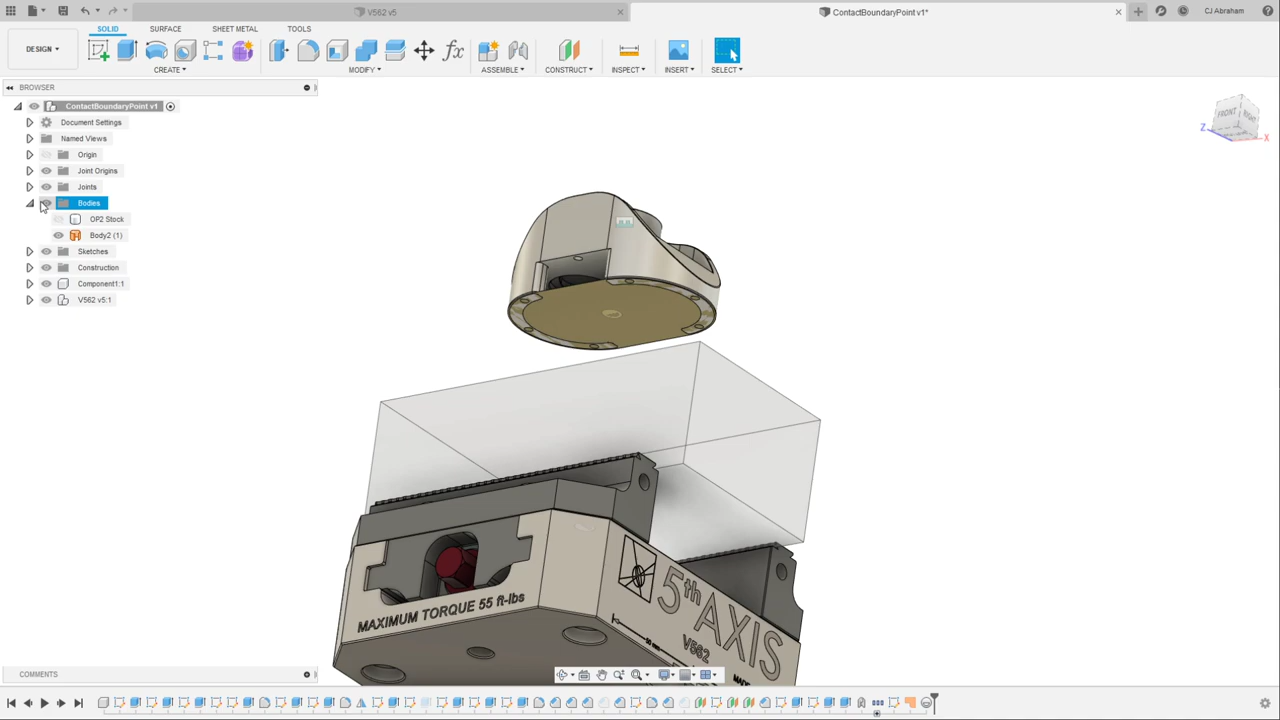 V562 v5
ContactBoundaryPoint v1*
CJ Abraham
DESIGN
SOLID SURFACE SHEET METAL TOOLS
CREATE
MODIFY
ASSEMBLE
CONSTRUCT
INSPECT
INSERT
SELECT
BROWSER
ContactBoundaryPoint v1
Document Settings
Named Views
Origin
Joint Origins
Joints
Bodies
OP2 Stock
Body2 (1)
Sketches
Construction
Component1:1
V562 v5:1
FRONT
RIGHT
Z
X
MAXIMUM TORQUE 55 ft-lbs
5th AXIS
V562
COMMENTS